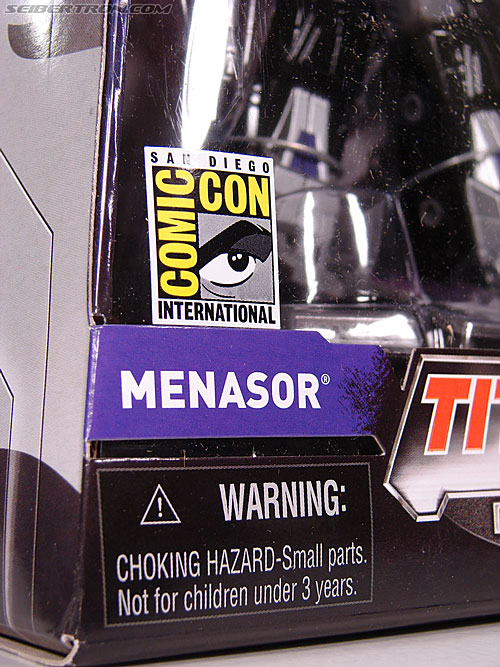 SEIBERTRON.COM
SAN DIEGO
COMIC
CON
INTERNATIONAL
MENASOR®
TIT
WARNING:
CHOKING HAZARD-Small parts.
Not for children under 3 years.